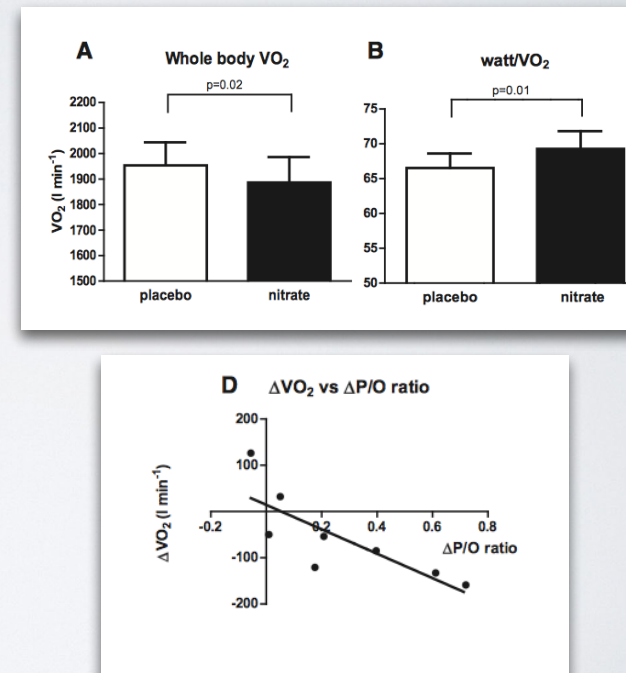 A
Whole body VO₂
p=0.02
2200
2100
2000
1900
1800
1700
1600
1500
VO₂ (l min⁻¹)
placebo
nitrate
B
watt/VO₂
p=0.01
75
70
65
60
55
50
placebo
nitrate
D
ΔVO₂ vs ΔP/O ratio
200
100
-100
-200
ΔVO₂ (l min⁻¹)
-0.2
0.2
0.4
0.6
0.8
ΔP/O ratio